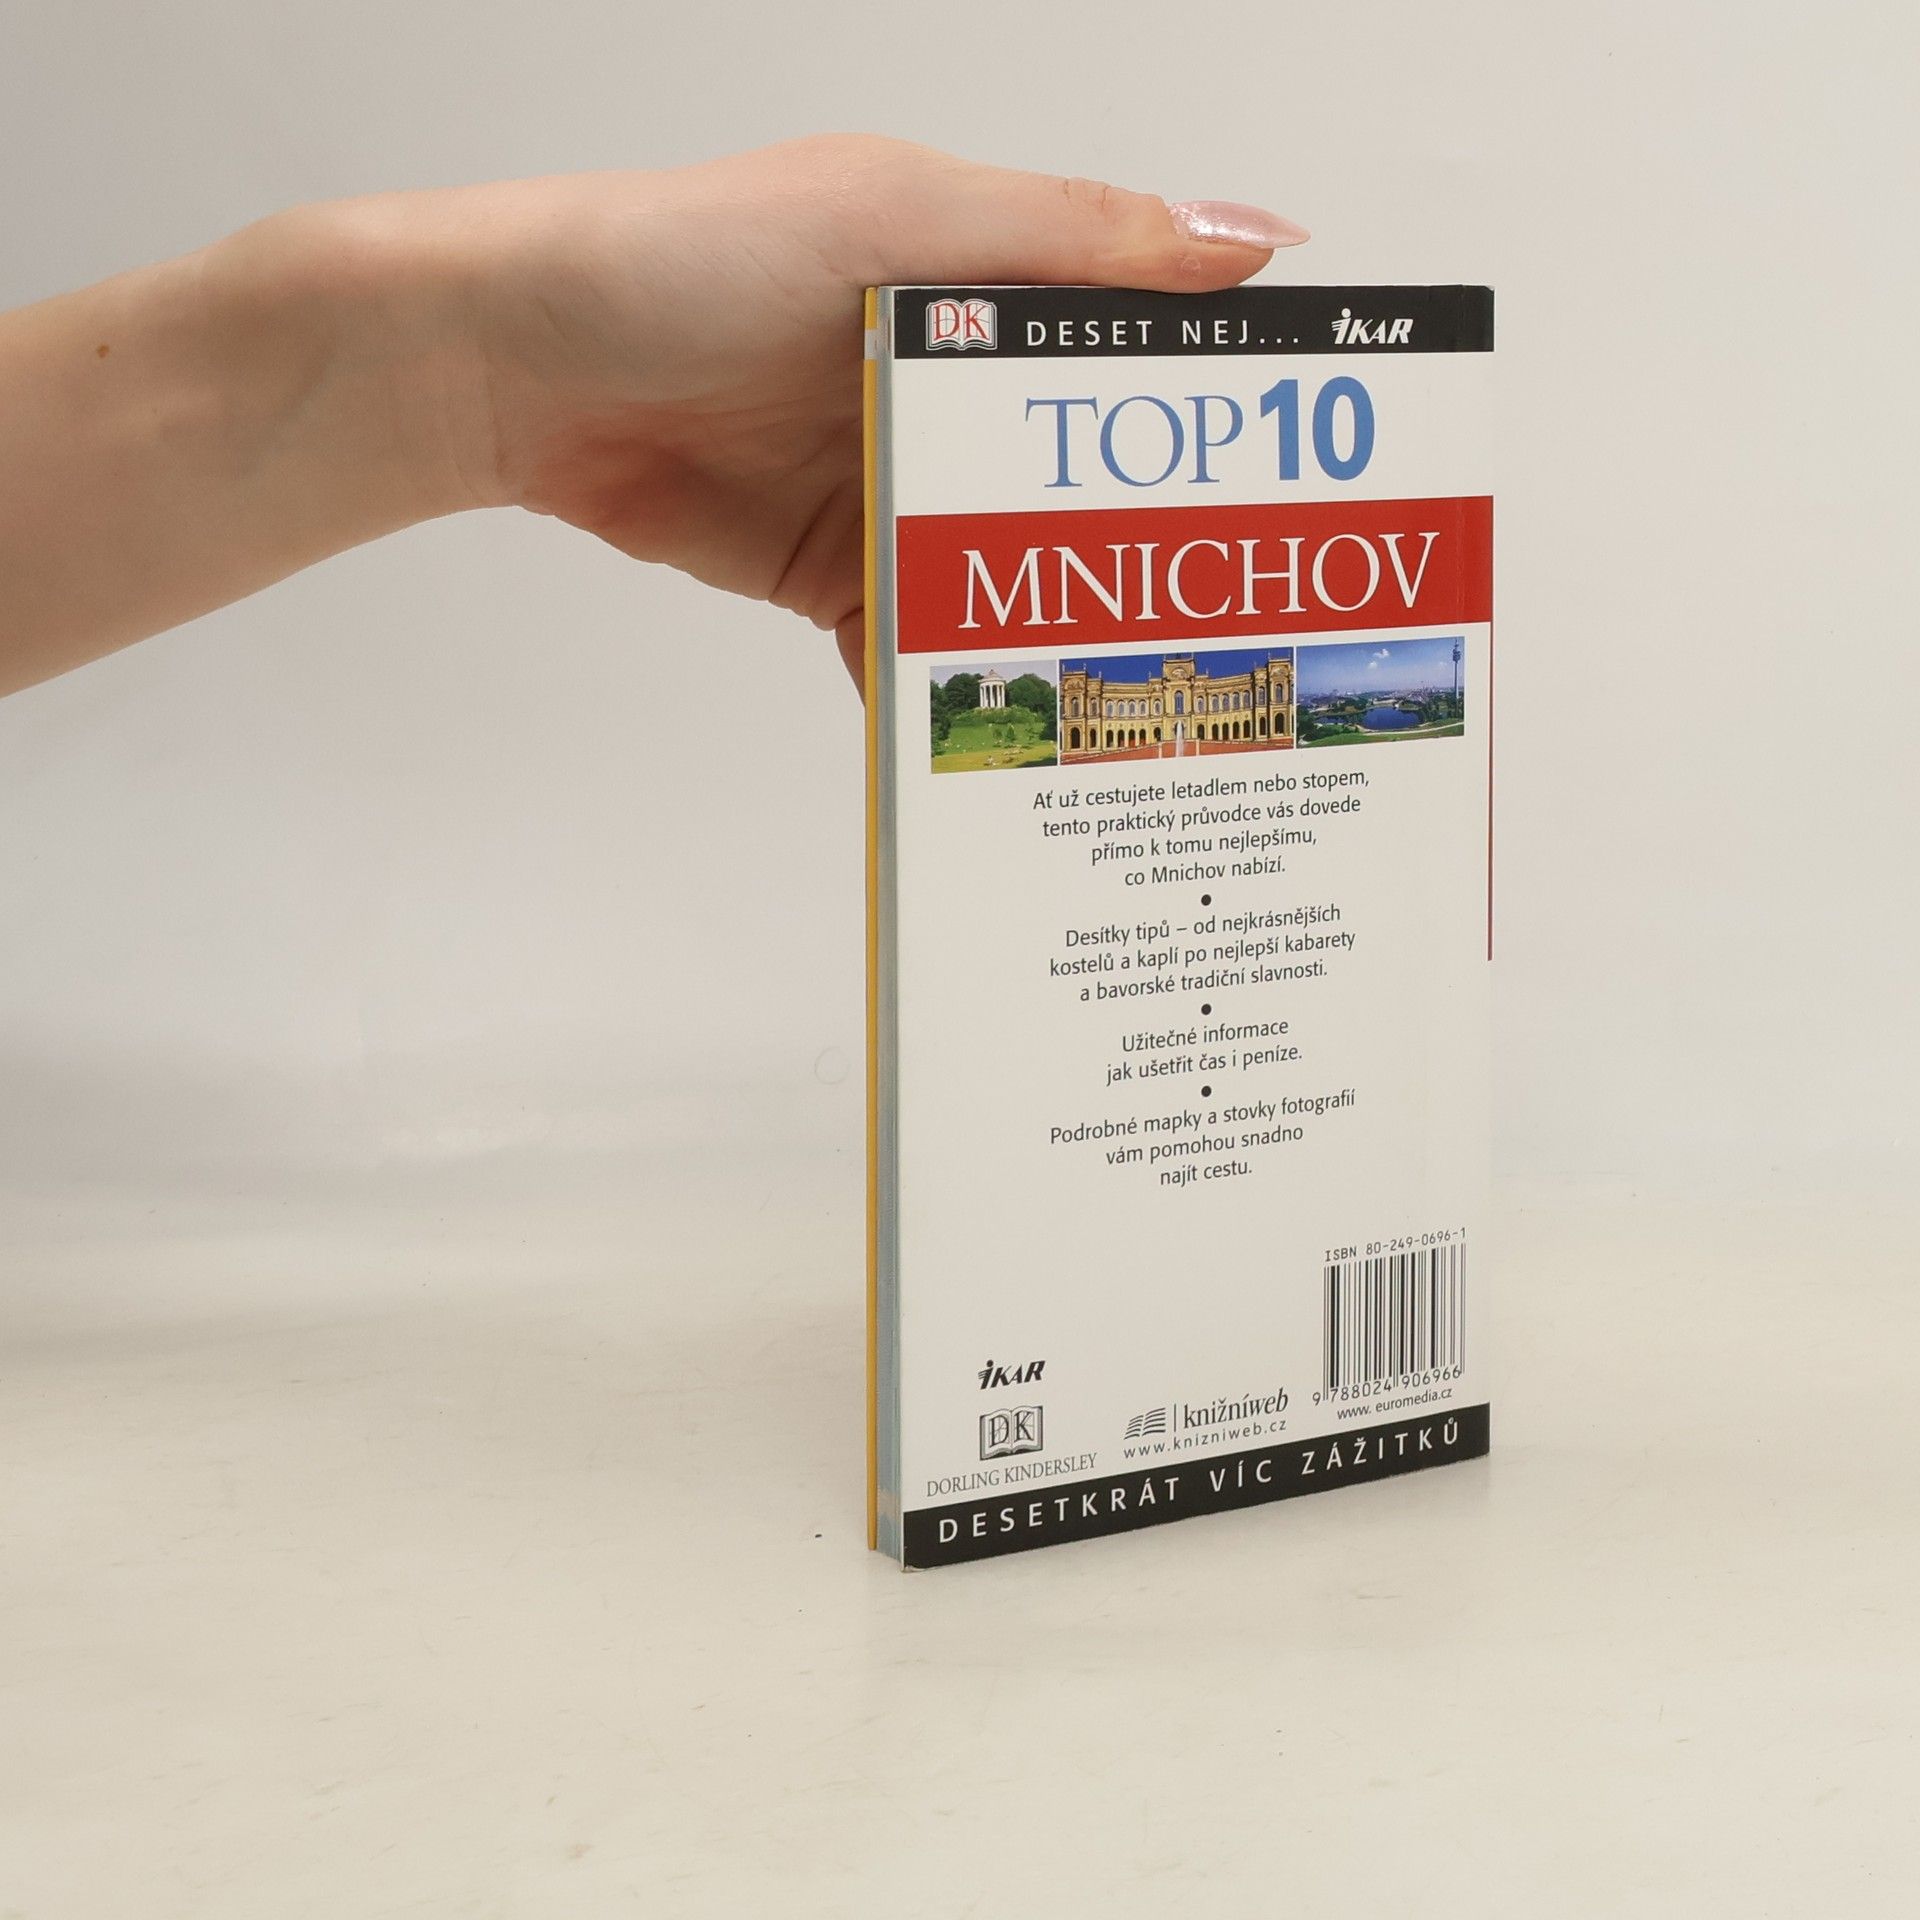 DK DESET NEJ... iKAR
TOP 10
MNICHOV
Ať už cestujete letadlem nebo stopem,
tento praktický průvodce vás dovede
přímo k tomu nejlepšímu,
co Mnichov nabízí.
•
Desítky tipů – od nejkrásnějších
kostelů a kaplí po nejlepší kabarety
a bavorské tradiční slavnosti.
•
Užitečné informace
jak ušetřit čas i peníze.
•
Podrobné mapky a stovky fotografií
vám pomohou snadno
najít cestu.
ISBN 80-249-0696-1
9 788024 906966
www. euromedia.cz
iKAR
DK
DORLING KINDERSLEY
knižníweb
www.knizniweb.cz
DESETKRÁT VÍC ZÁŽITKŮ